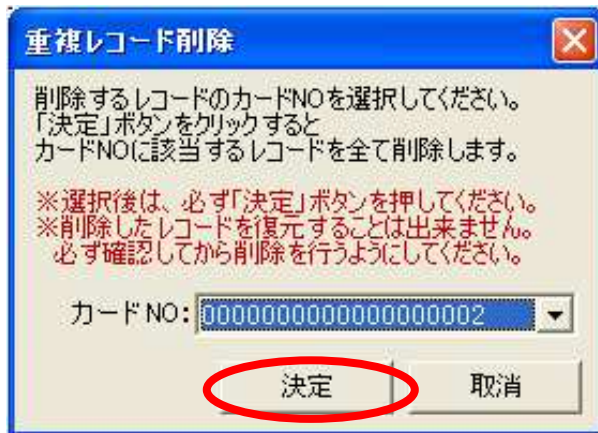 重複レコード削除
削除するレコードのカードNOを選択してください。
「決定」ボタンをクリックすると
カードNOに該当するレコードを全て削除します。
※選択後は、必ず「決定」ボタンを押してください。
※削除したレコードを復元することは出来ません。
必ず確認してから削除を行うようにしてください。
カードNO: 0000000000000000002
決定 取消